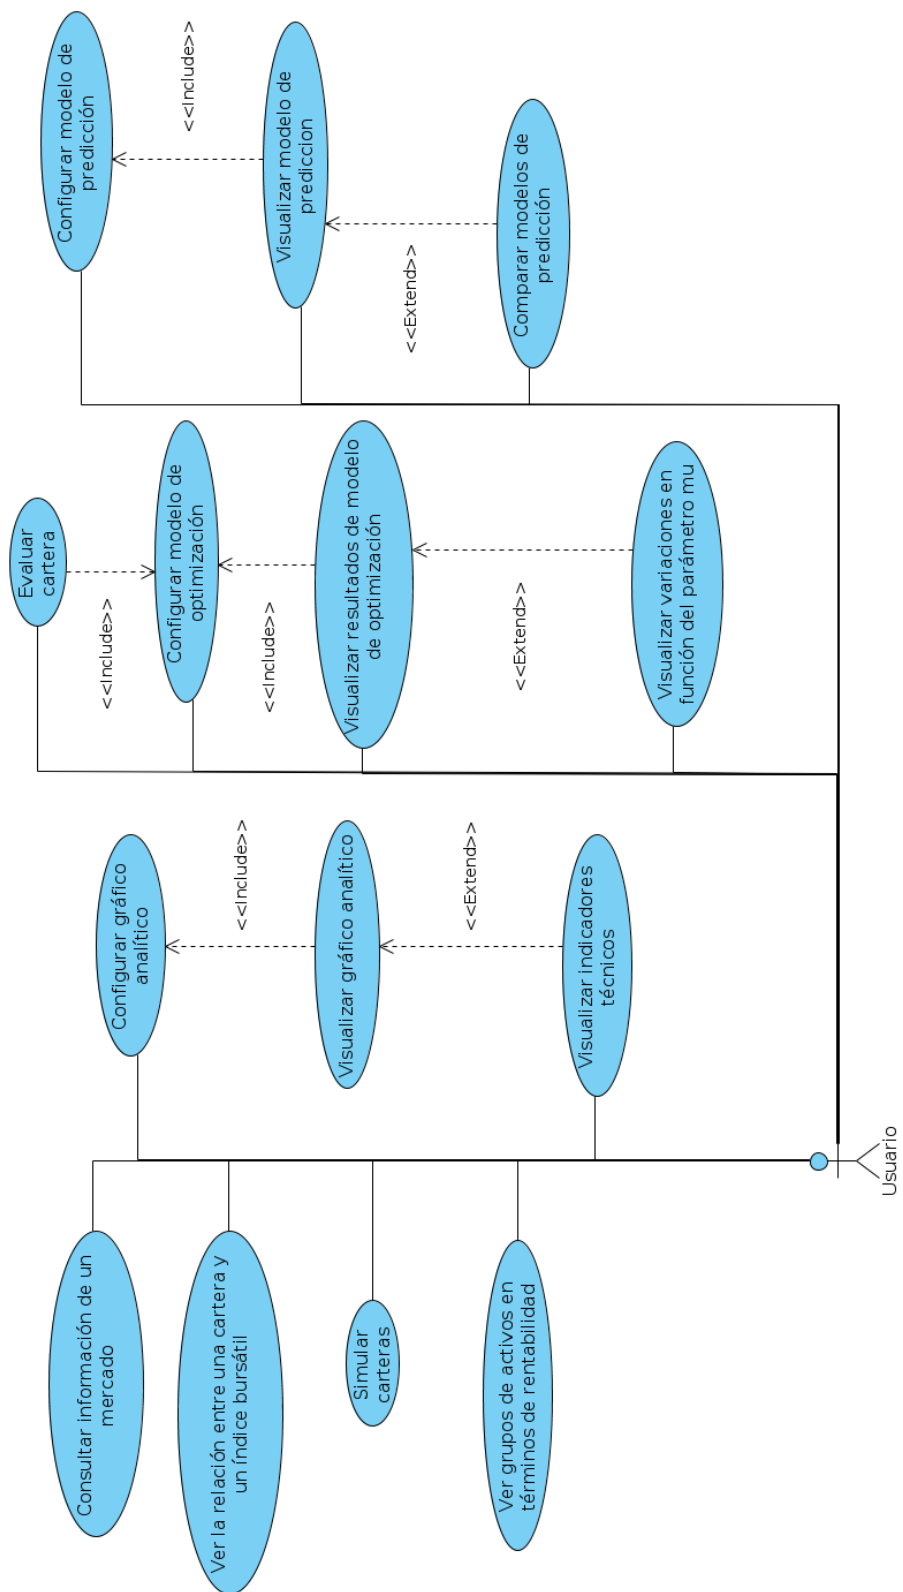 Consultar información de un
mercado
Ver la relación entre una cartera y
un índice bursátil
Simular
carteras
Ver grupos de activos en
términos de rentabilidad
Configurar gráfico
analítico
<<Include>>
Visualizar gráfico analítico
<<Extend>>
Visualizar indicadores
técnicos
Evaluar
cartera
<<Include>>
Configurar modelo de
optimización
<<Include>>
Visualizar resultados de modelo
de optimización
<<Extend>>
Visualizar variaciones en
función del parámetro mu
Configurar modelo de
predicción
<<Include>>
Visualizar modelo de
prediccion
<<Extend>>
Comparar modelos de
predicción
Usuario